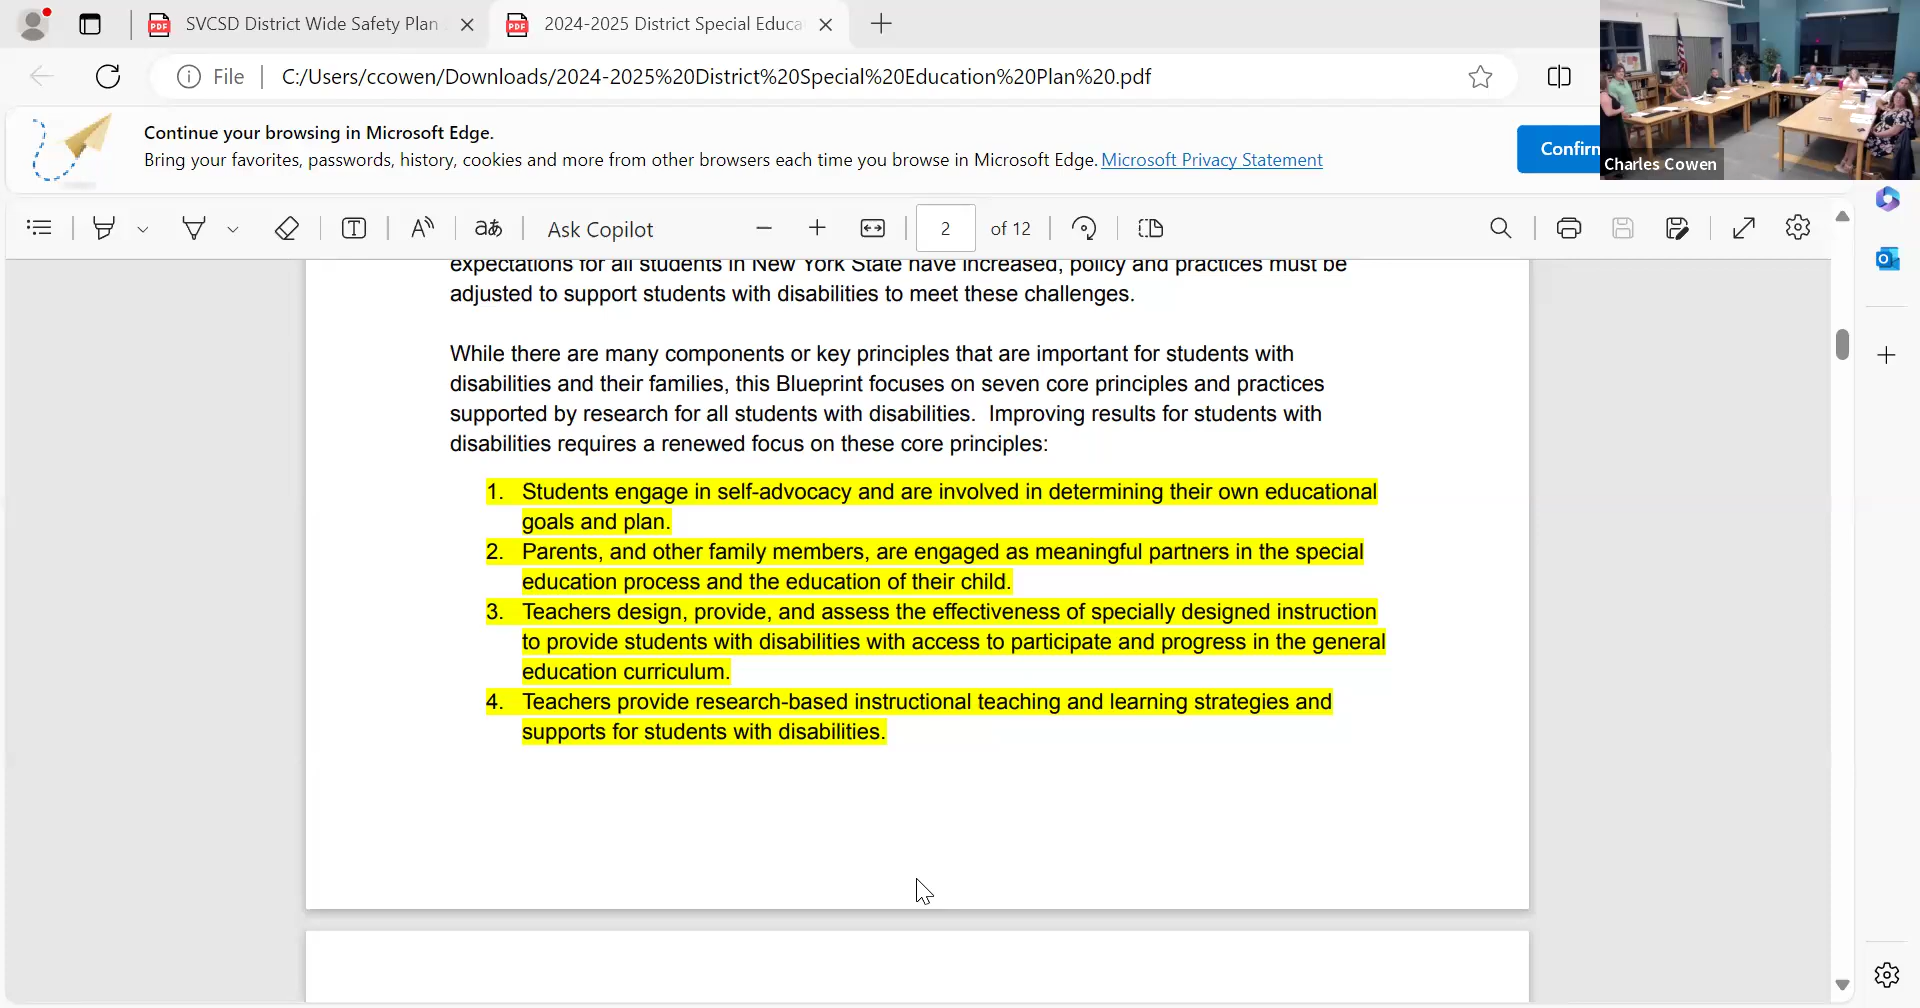 SVCSD District Wide Safety Plan
2024-2025 District Special Educa
File
C:/Users/ccowen/Downloads/2024-2025%20District%20Special%20Education%20Plan%20.pdf
Continue your browsing in Microsoft Edge.
Bring your favorites, passwords, history, cookies and more from other browsers each time you browse in Microsoft Edge. Microsoft Privacy Statement
Confirm
Charles Cowen
Ask Copilot
2 of 12
expectations for all students in New York State have increased, policy and practices must be
adjusted to support students with disabilities to meet these challenges.
While there are many components or key principles that are important for students with
disabilities and their families, this Blueprint focuses on seven core principles and practices
supported by research for all students with disabilities.  Improving results for students with
disabilities requires a renewed focus on these core principles:
1. Students engage in self-advocacy and are involved in determining their own educational
goals and plan.
2. Parents, and other family members, are engaged as meaningful partners in the special
education process and the education of their child.
3. Teachers design, provide, and assess the effectiveness of specially designed instruction
to provide students with disabilities with access to participate and progress in the general
education curriculum.
4. Teachers provide research-based instructional teaching and learning strategies and
supports for students with disabilities.